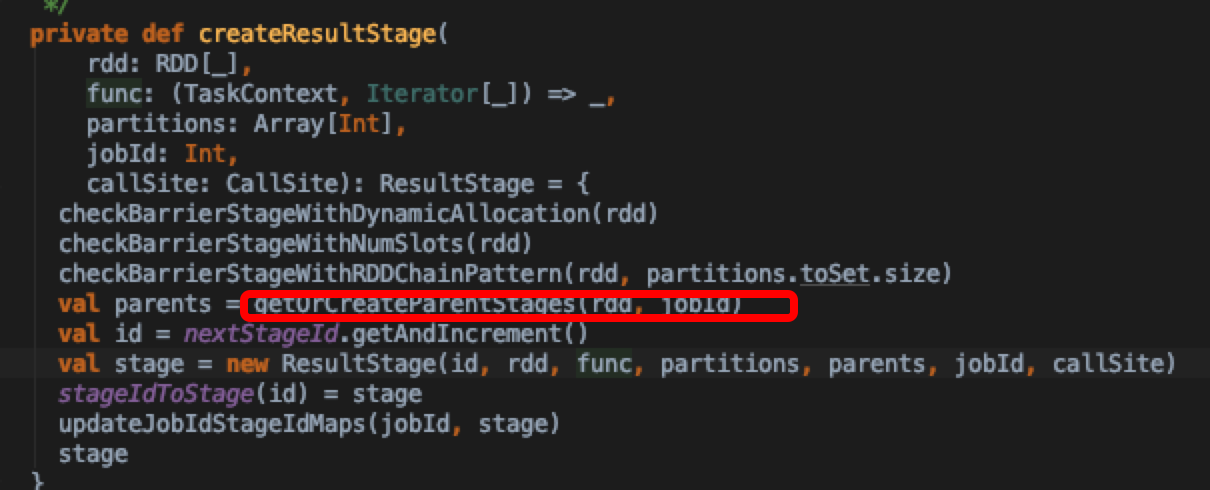 */
private def createResultStage(
rdd: RDD[_],
func: (TaskContext, Iterator[_]) => _,
partitions: Array[Int],
jobId: Int,
callSite: CallSite): ResultStage = {
checkBarrierStageWithDynamicAllocation(rdd)
checkBarrierStageWithNumSlots(rdd)
checkBarrierStageWithRDDChainPattern(rdd, partitions.toSet.size)
val parents = getOrCreateParentStages(rdd, jobId)
val id = nextStageId.getAndIncrement()
val stage = new ResultStage(id, rdd, func, partitions, parents, jobId, callSite)
stageIdToStage(id) = stage
updateJobIdStageIdMaps(jobId, stage)
stage
}